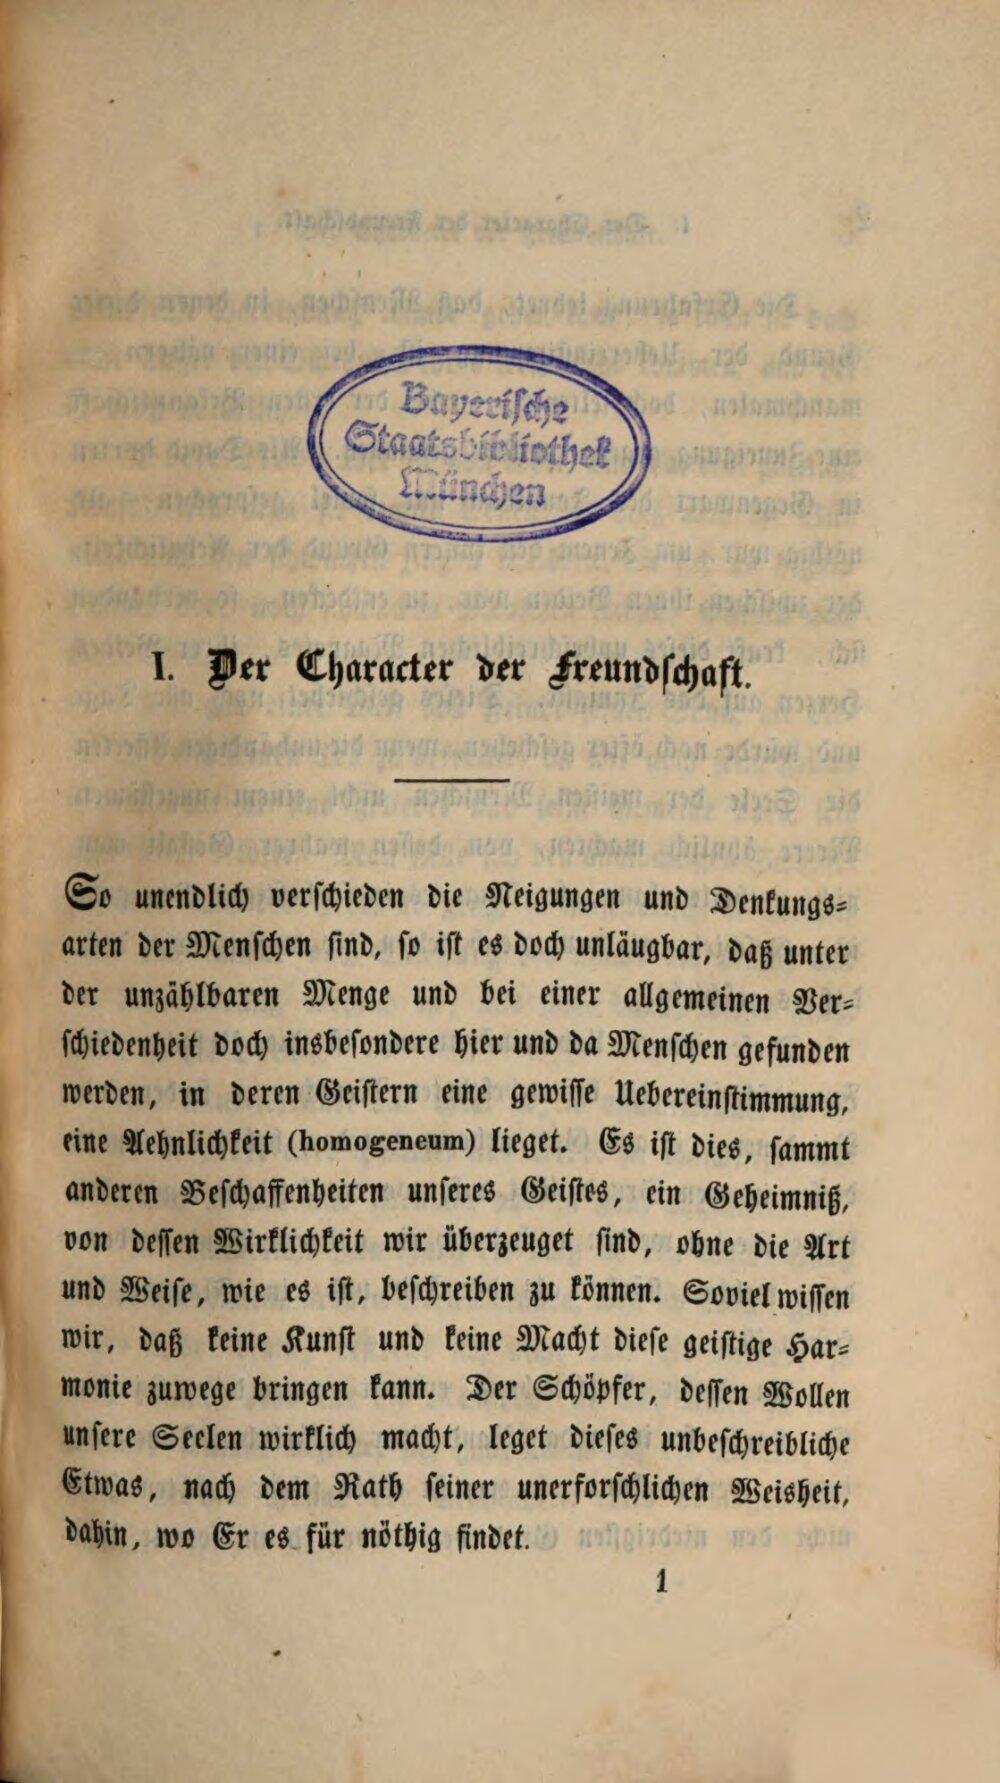 Bayerische
Staatsbibliothek
München
I. Der Character der Freundschaft.
So unendlich verschieden die Neigungen und Denkungs-
arten der Menschen sind, so ist es doch unläugbar, daß unter
der unzählbaren Menge und bei einer allgemeinen Ver-
schiedenheit doch insbesondere hier und da Menschen gefunden
werden, in deren Geistern eine gewisse Uebereinstimmung,
eine Aehnlichkeit (homogeneum) lieget. Es ist dies, sammt
anderen Beschaffenheiten unseres Geistes, ein Geheimniß,
von dessen Wirklichkeit wir überzeuget sind, ohne die Art
und Weise, wie es ist, beschreiben zu können. Soviel wissen
wir, daß keine Kunst und keine Macht diese geistige Har-
monie zuwege bringen kann. Der Schöpfer, dessen Wollen
unsere Seelen wirklich macht, leget dieses unbeschreibliche
Etwas, nach dem Rath seiner unerforschlichen Weisheit,
dahin, wo Er es für nöthig findet.
1